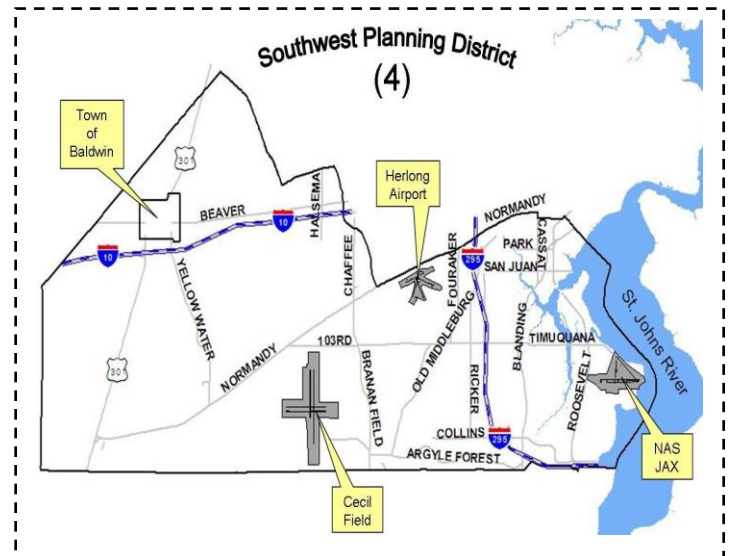 Southwest Planning District
(4)
Town
of
Baldwin
301
Herlong
Airport
BEAVER
10
HALSEMA
10
CHAFFEE
YELLOW WATER
NORMANDY
FOURAKER
295
PARK
SAN JUAN
CASSAT
St. Johns River
103RD
NORMANDY
BRANAN FIELD
OLD MIDDLEBURG
RICKER
BLANDING
TIMUQUANA
ROOSEVELT
301
COLLINS
295
ARGYLE FOREST
NAS
JAX
Cecil
Field